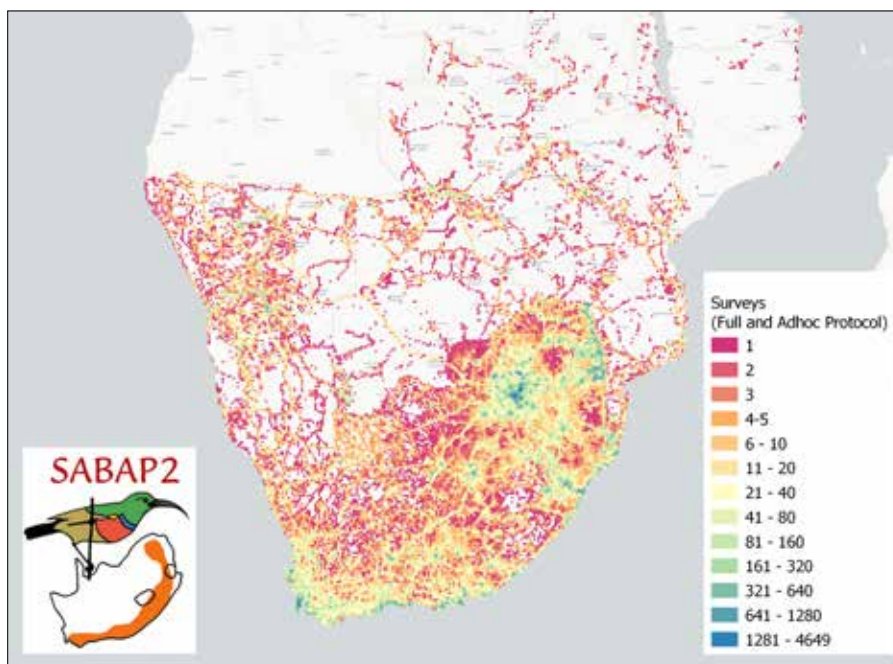 Surveys
(Full and Adhoc Protocol)
1
2
3
4-5
6 - 10
11 - 20
21 - 40
41 - 80
81 - 160
161 - 320
321 - 640
641 - 1280
1281 - 4649
SABAP2